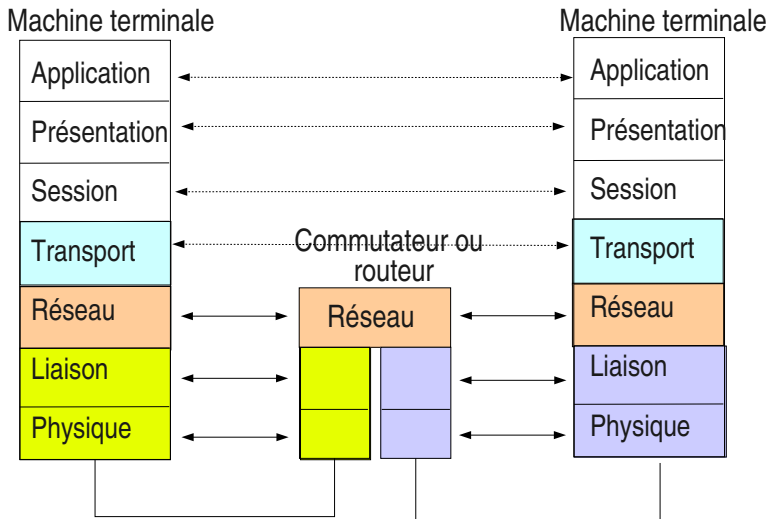 Machine terminale
Machine terminale
Application
Application
Présentation
Présentation
Session
Session
Transport
Commutateur ou
routeur
Transport
Réseau
Réseau
Réseau
Liaison
Liaison
Physique
Physique